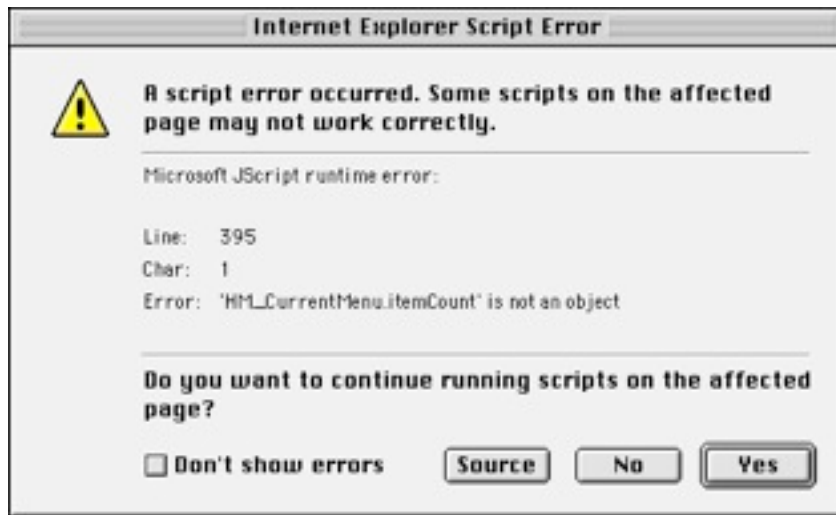 Internet Explorer Script Error
A script error occurred. Some scripts on the affected
page may not work correctly.
Microsoft JScript runtime error:
Line: 395
Char: 1
Error: 'HM_CurrentMenu.itemCount' is not an object
Do you want to continue running scripts on the affected
page?
Don't show errors Source No Yes